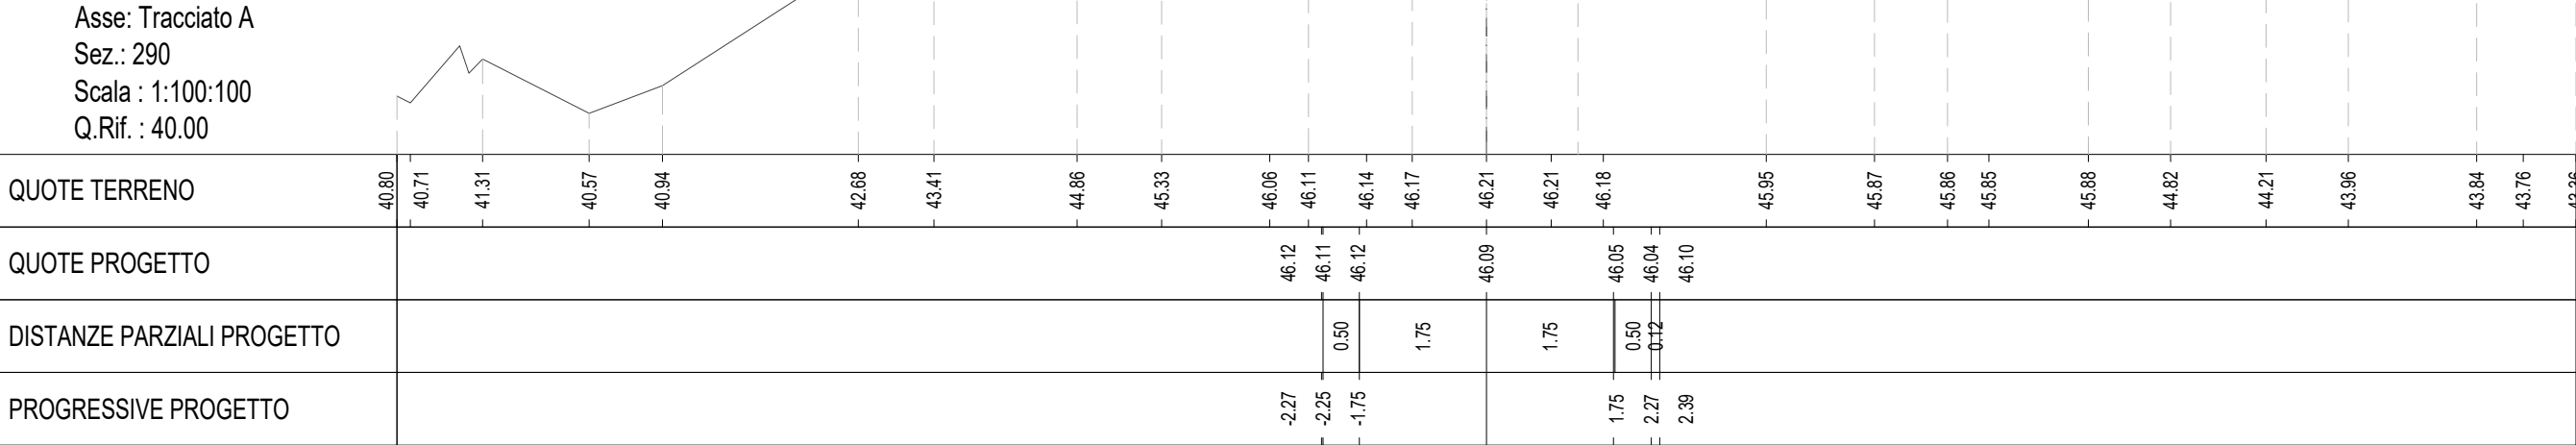 Asse: Tracciato A
Sez.: 290
Scala : 1:100:100
Q.Rif. : 40.00
QUOTE TERRENO 40.80 40.71 41.31 40.57 40.94 42.68 43.41 44.86 45.33 46.06 46.11 46.14 46.17 46.21 46.21 46.18 45.95 45.87 45.86 45.85 45.88 44.82 44.21 43.96 43.84 43.76
QUOTE PROGETTO 46.12 46.11 46.12 46.09 46.05 46.04 46.10
DISTANZE PARZIALI PROGETTO 0.50 1.75 1.75 0.50 0.12
PROGRESSIVE PROGETTO -2.27 -2.25 -1.75 1.75 2.27 2.39